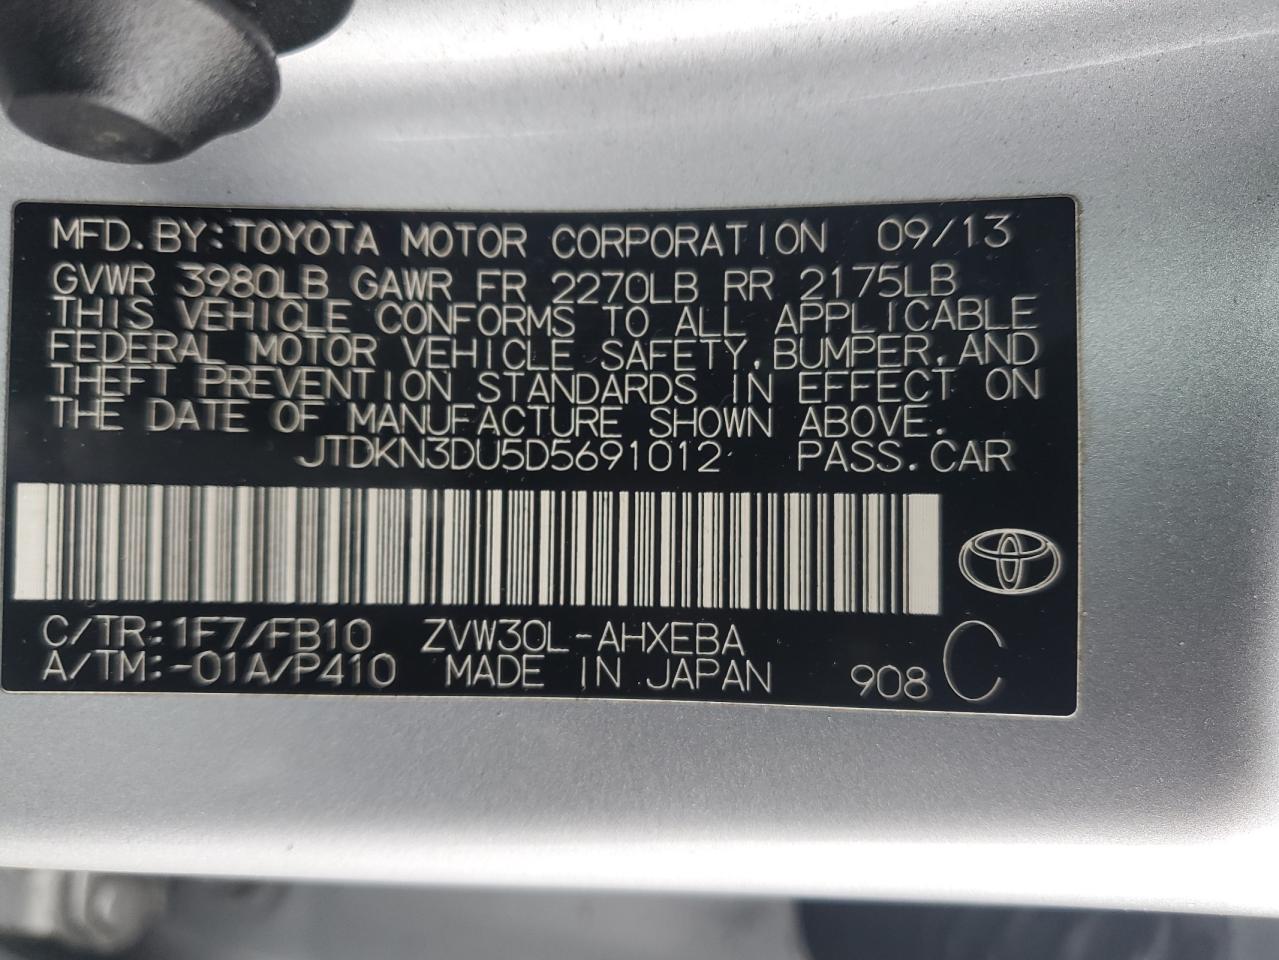 MFD. BY: TOYOTA MOTOR CORPORATION 09/13
GVWR 3980LB GAWR FR 2270LB RR 2175LB
THIS VEHICLE CONFORMS TO ALL APPLICABLE
FEDERAL MOTOR VEHICLE SAFETY, BUMPER, AND
THEFT PREVENTION STANDARDS IN EFFECT ON
THE DATE OF MANUFACTURE SHOWN ABOVE.
JTDKN3DU5D5691012 PASS.CAR
C/TR:1F7/FB10 ZVW30L-AHXEBA
A/TM:-01A/P410 MADE IN JAPAN 908 C